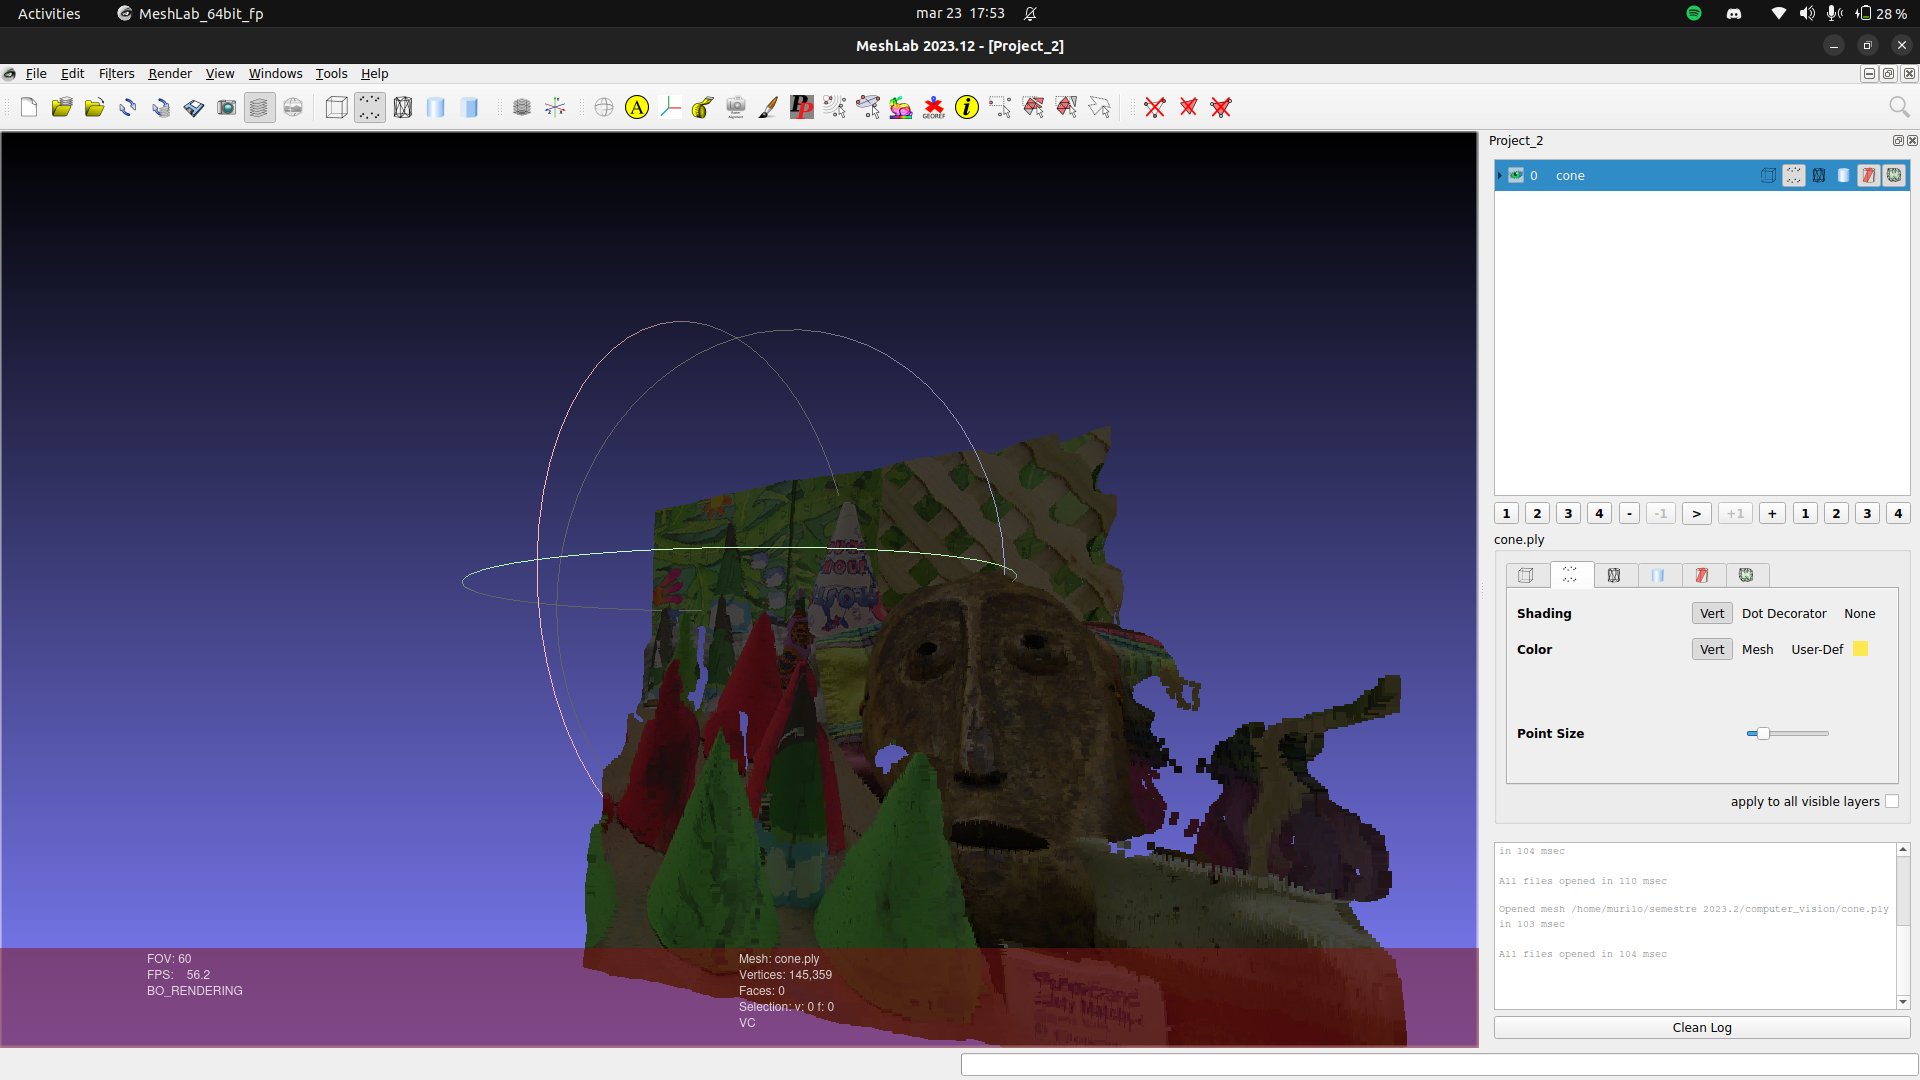 Activities MeshLab_64bit_fp mar 23 17:53 28 %
MeshLab 2023.12 - [Project_2]
File Edit Filters Render View Windows Tools Help
A
GEOREF
i
Project_2
0 cone
1 2 3 4 - -1 > +1 + 1 2 3 4
cone.ply
Shading Vert Dot Decorator None
Color Vert Mesh User-Def
Point Size
apply to all visible layers
in 104 msec
All files opened in 110 msec
Opened mesh /home/murilo/semestre 2023.2/computer_vision/cone.ply
in 103 msec
All files opened in 104 msec
Clean Log
FOV: 60
FPS: 56.2
BO_RENDERING
Mesh: cone.ply
Vertices: 145,359
Faces: 0
Selection: v: 0 f: 0
VC